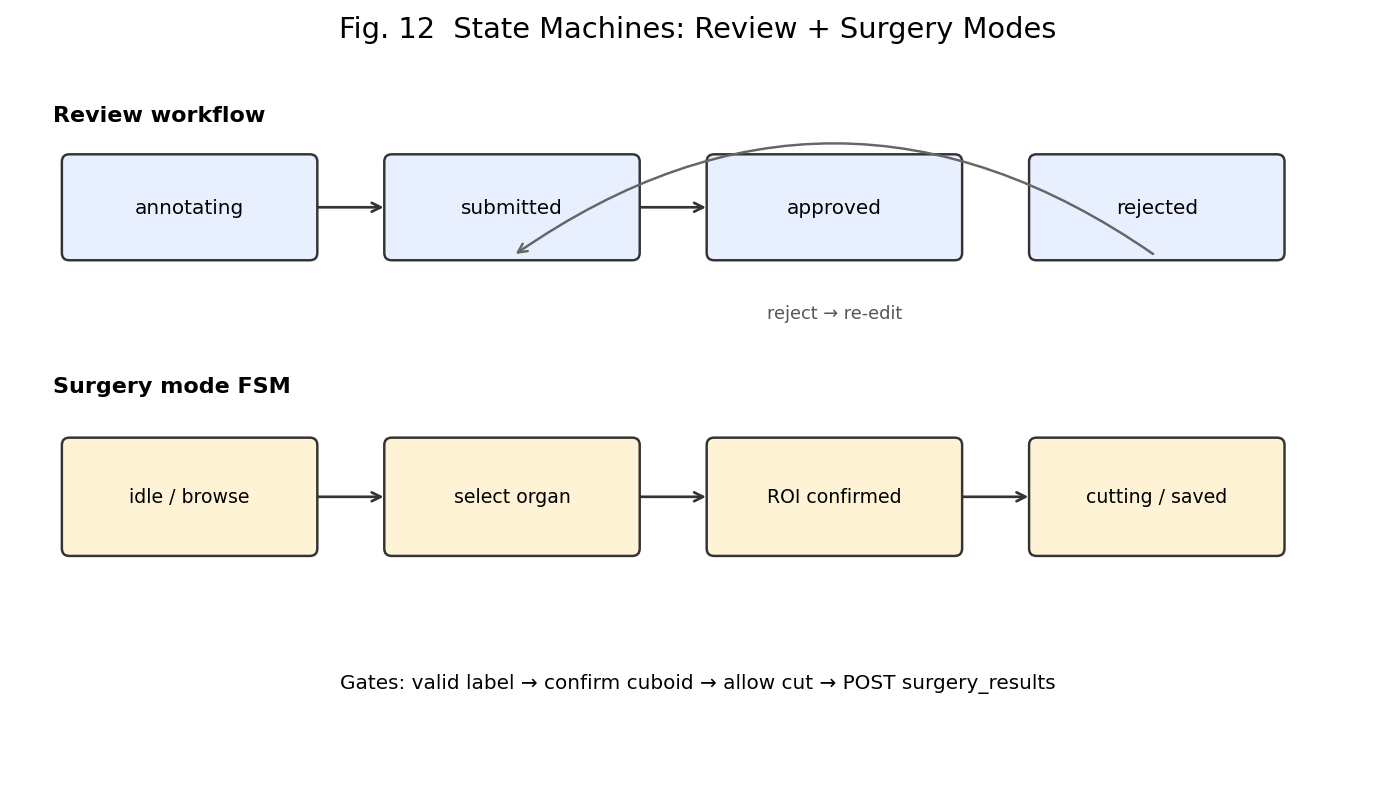 Fig. 12  State Machines: Review + Surgery Modes
Review workflow
annotating
submitted
approved
rejected
reject → re-edit
Surgery mode FSM
idle / browse
select organ
ROI confirmed
cutting / saved
Gates: valid label → confirm cuboid → allow cut → POST surgery_results